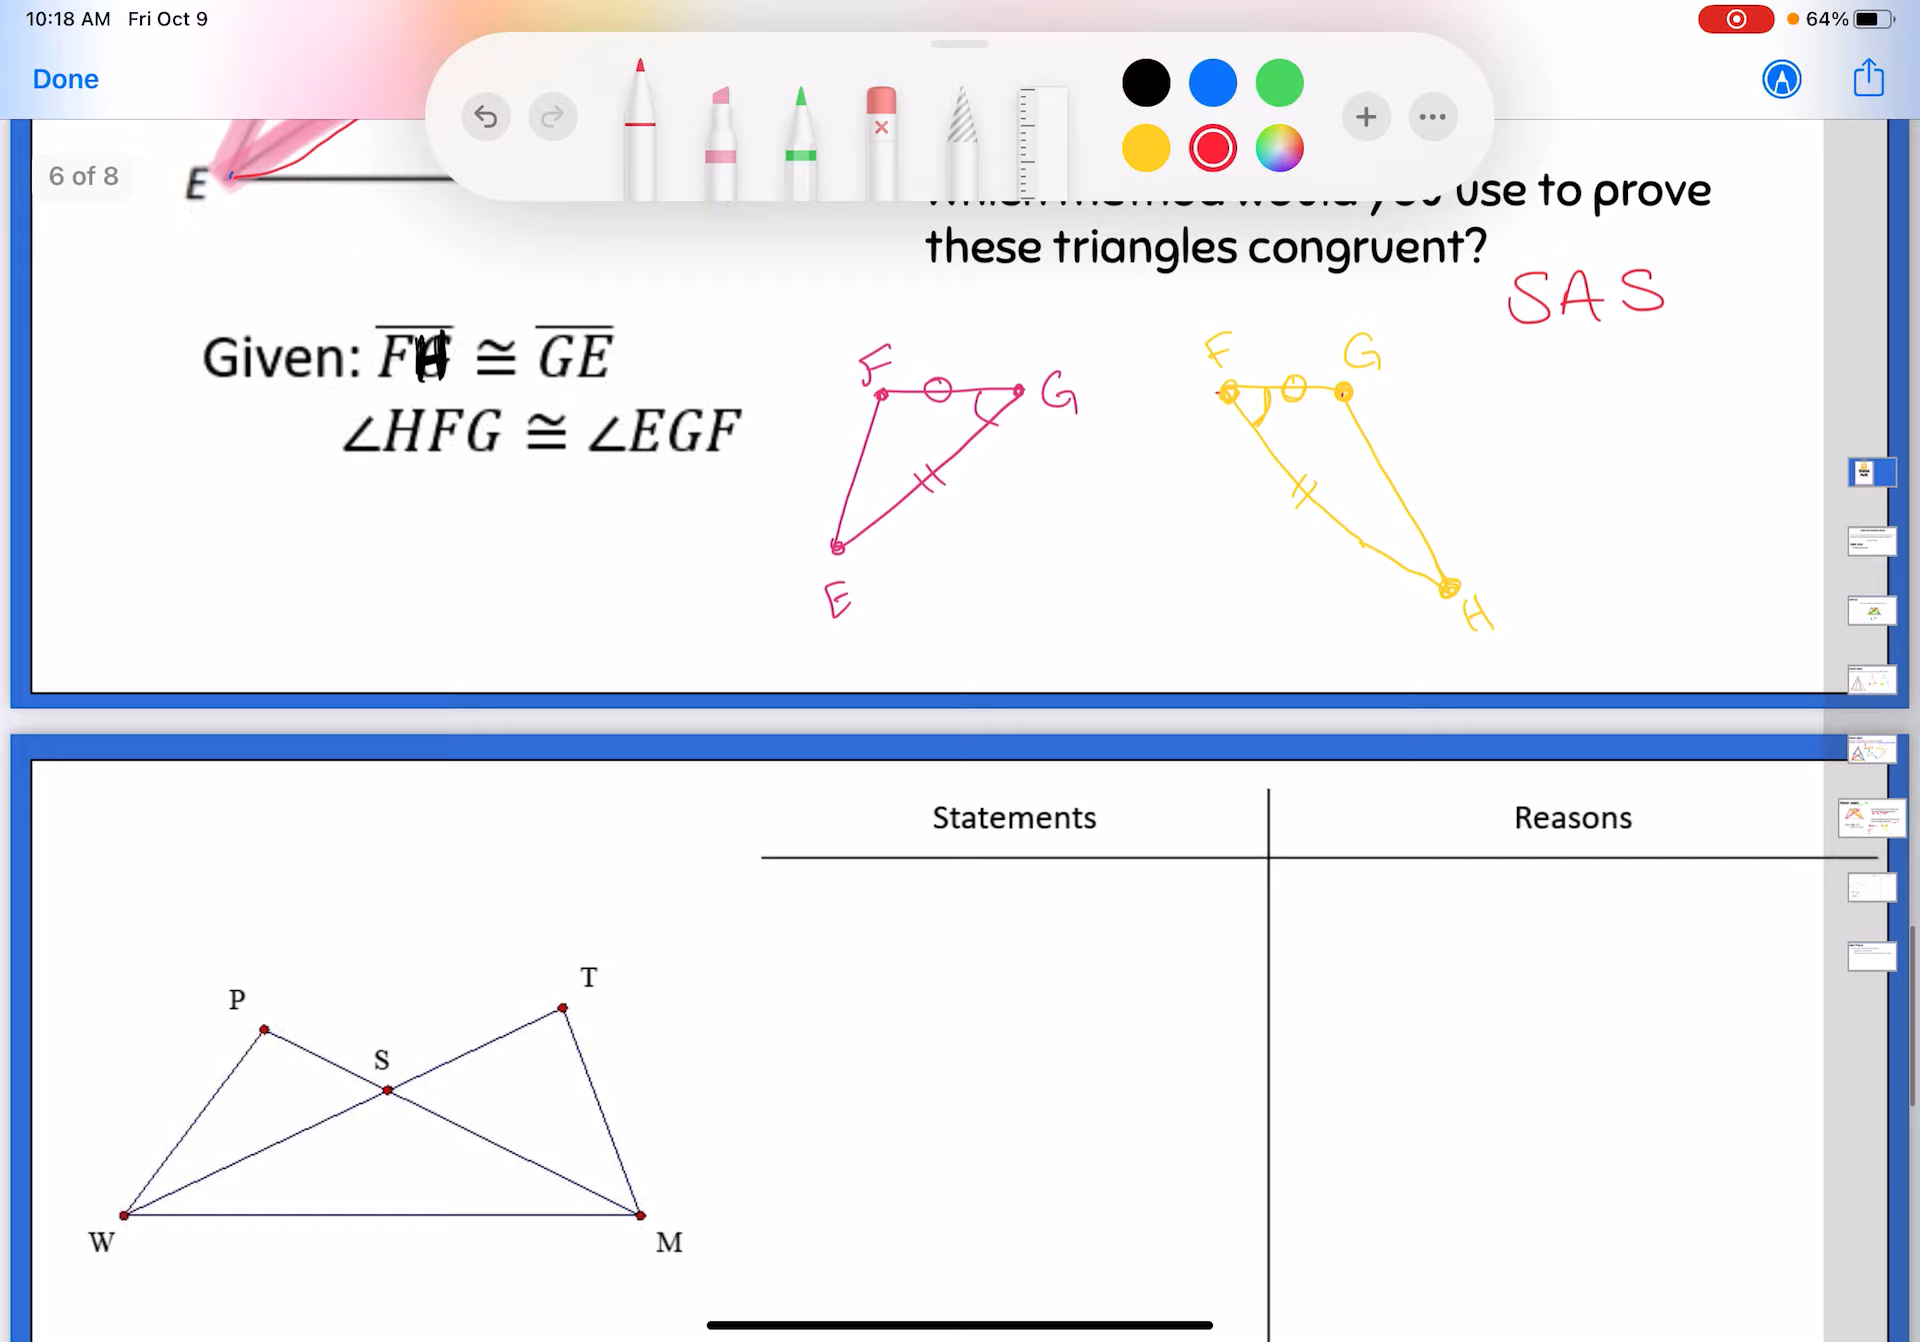 10:18 AM Fri Oct 9
64%
Done
6 of 8
E
use to prove
these triangles congruent?
SAS
Given: FH ≅ GE
∠HFG ≅ ∠EGF
F
G
E
F
G
H
Statements
Reasons
P
T
S
W
M